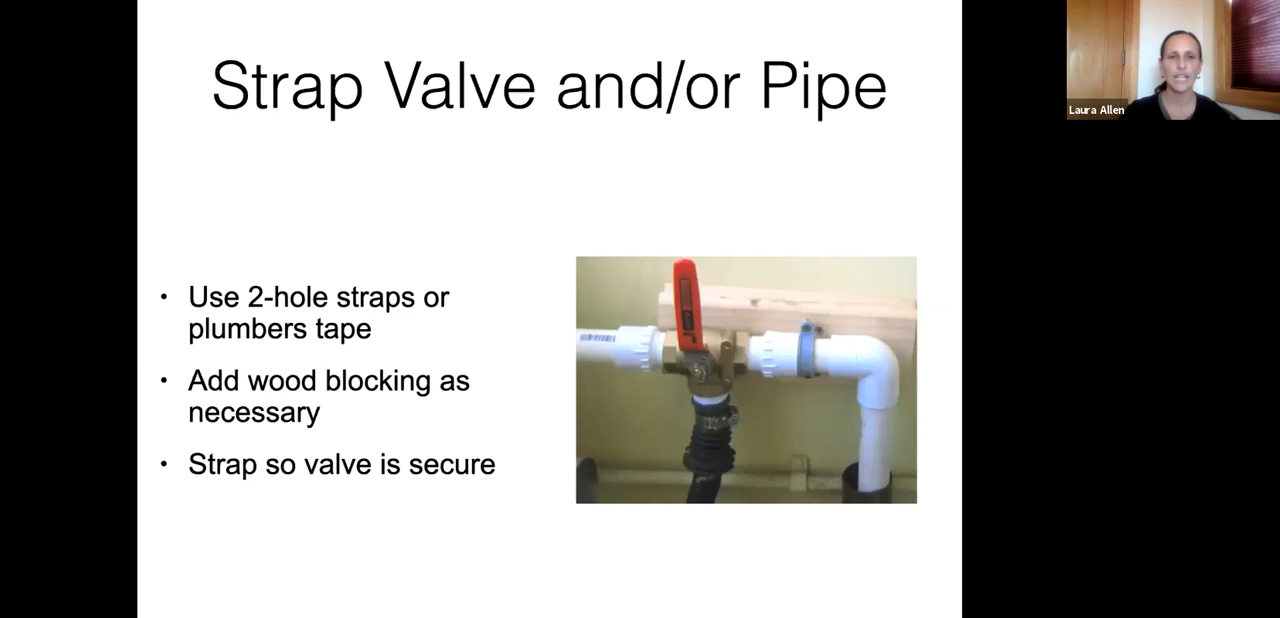 Strap Valve and/or Pipe
Laura Allen
• Use 2-hole straps or
plumbers tape
• Add wood blocking as
necessary
• Strap so valve is secure